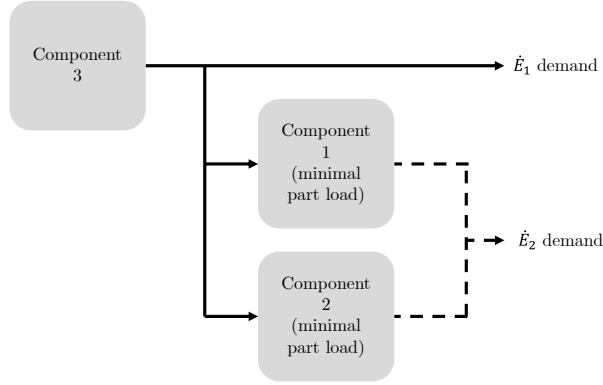 Component
3
Ė₁ demand
Component
1
(minimal
part load)
Ė₂ demand
Component
2
(minimal
part load)